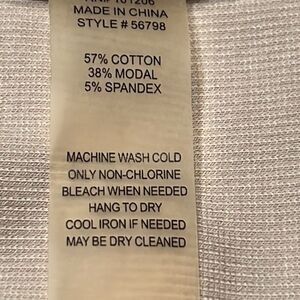 MADE IN CHINA
STYLE # 56798
57% COTTON
38% MODAL
5% SPANDEX
MACHINE WASH COLD
ONLY NON-CHLORINE
BLEACH WHEN NEEDED
HANG TO DRY
COOL IRON IF NEEDED
MAY BE DRY CLEANED